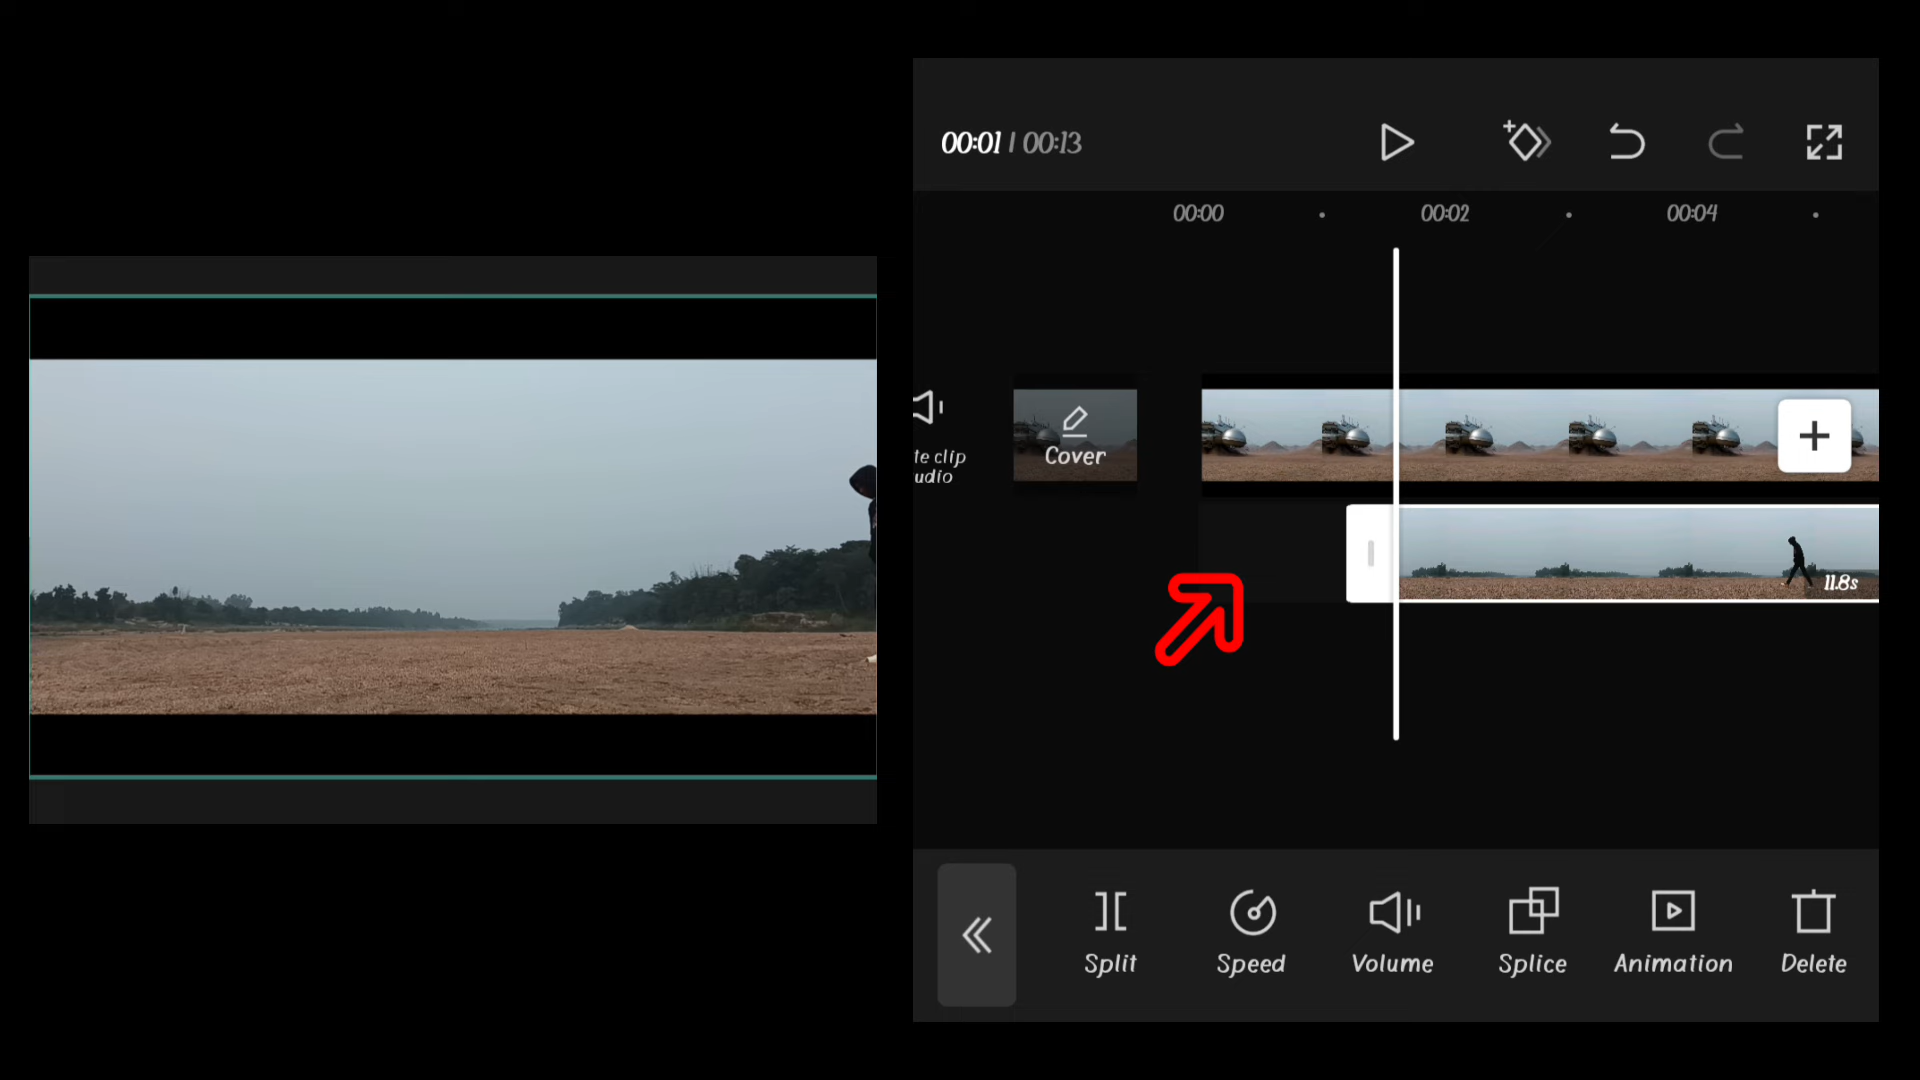 00:01 / 00:13
00:00
00:02
00:04
te clip
udio
Cover
11.8s
Split
Speed
Volume
Splice
Animation
Delete